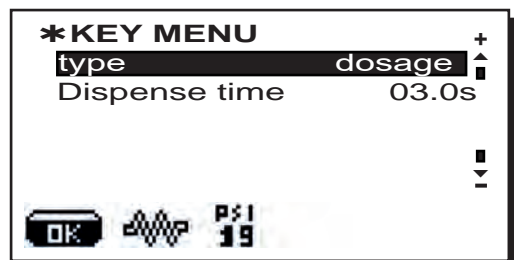 *KEY MENU +
type dosage
Dispense time 03.0s
–
OK PSI
19